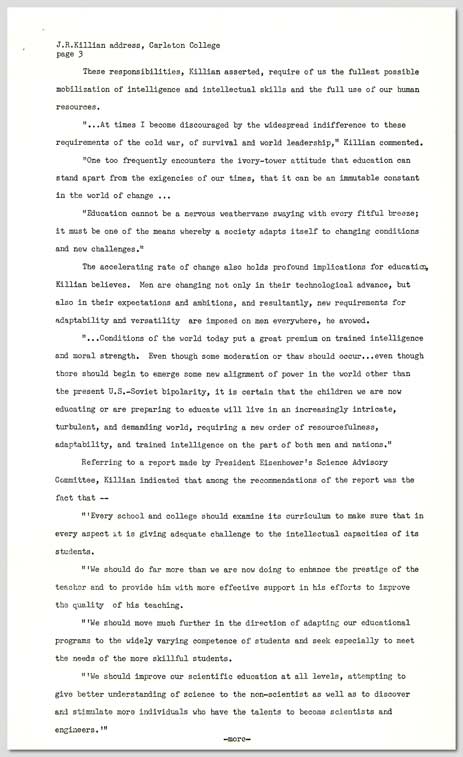 J.R.Killian address, Carleton College
page 3
These responsibilities, Killian asserted, require of us the fullest possible
mobilization of intelligence and intellectual skills and the full use of our human
resources.
"...At times I become discouraged by the widespread indifference to these
requirements of the cold war, of survival and world leadership," Killian commented.
"One too frequently encounters the ivory-tower attitude that education can
stand apart from the exigencies of our times, that it can be an immutable constant
in the world of change ...
"Education cannot be a nervous weathervane swaying with every fitful breeze;
it must be one of the means whereby a society adapts itself to changing conditions
and new challenges."
The accelerating rate of change also holds profound implications for education,
Killian believes. Men are changing not only in their technological advance, but
also in their expectations and ambitions, and resultantly, new requirements for
adaptability and versatility are imposed on men everywhere, he avowed.
"...Conditions of the world today put a great premium on trained intelligence
and moral strength. Even though some moderation or thaw should occur...even though
there should begin to emerge some new alignment of power in the world other than
the present U.S.-Soviet bipolarity, it is certain that the children we are now
educating or are preparing to educate will live in an increasingly intricate,
turbulent, and demanding world, requiring a new order of resourcefulness,
adaptability, and trained intelligence on the part of both men and nations."
Referring to a report made by President Eisenhower's Science Advisory
Committee, Killian indicated that among the recommendations of the report was the
fact that --
"'Every school and college should examine its curriculum to make sure that in
every aspect it is giving adequate challenge to the intellectual capacities of its
students.
"'We should do far more than we are now doing to enhance the prestige of the
teacher and to provide him with more effective support in his efforts to improve
the quality of his teaching.
"'We should move much further in the direction of adapting our educational
programs to the widely varying competence of students and seek especially to meet
the needs of the more skillful students.
"'We should improve our scientific education at all levels, attempting to
give better understanding of science to the non-scientist as well as to discover
and stimulate more individuals who have the talents to become scientists and
engineers.'"
-more-